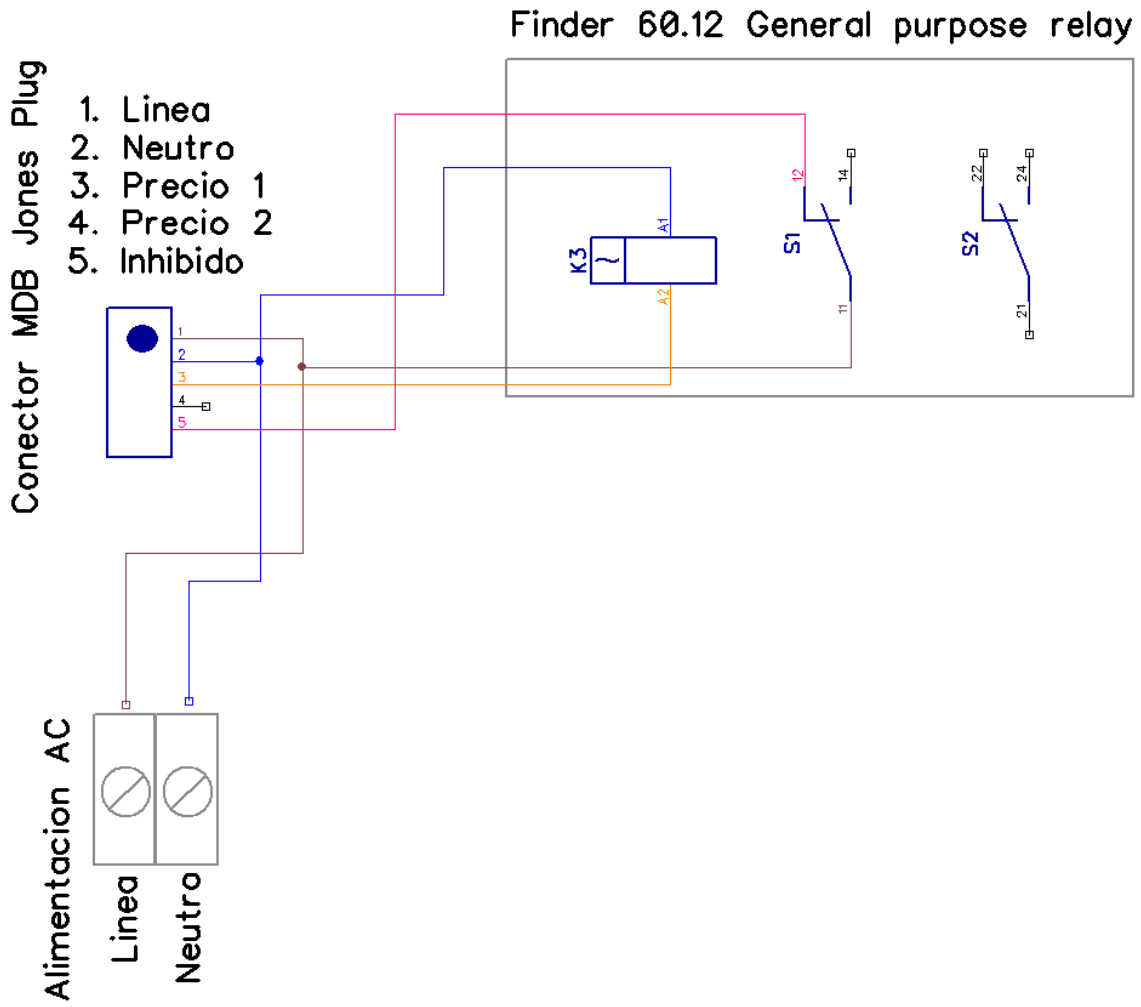 Finder 60.12 General purpose relay
Conector MDB Jones Plug
1. Linea
2. Neutro
3. Precio 1
4. Precio 2
5. Inhibido
1
2
3
4
5
K3
A1
A2
S1
12
14
11
S2
22
24
21
Alimentacion AC
Linea
Neutro